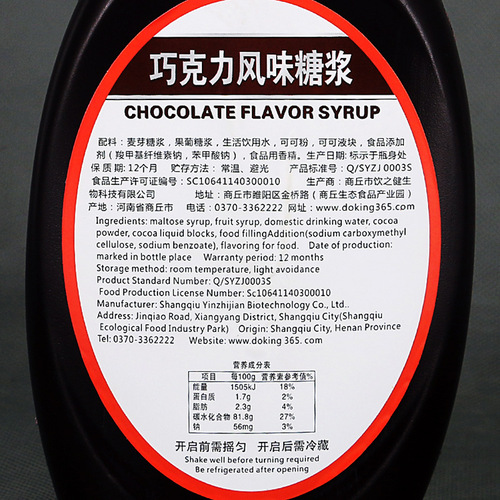 巧克力风味糖浆
CHOCOLATE FLAVOR SYRUP
配料：麦芽糖浆，果葡糖浆，生活饮用水，可可粉，可可液块，食品添加
剂（羧甲基纤维素钠，苯甲酸钠），食品用香精。生产日期：标示于瓶身处
保质期：12个月 贮存方法：常温、避光 产品标准号：Q/SYZJ 0003S
食品生产许可证编号：SC10641140300010 生产商：商丘市饮之健生
物科技有限公司 地址：商丘市睢阳区金桥路（商丘生态食品产业园）
产地：河南省商丘市 电话：0370-3362222 网址：www.doking365.com
Ingredients: maltose syrup, fruit syrup, domestic drinking water, cocoa
powder, cocoa liquid blocks, food fillingAddition(sodium carboxymethyl
cellulose, sodium benzoate), flavoring for food. Date of production:
marked in bottle place Warranty period: 12 months
Storage method: room temperature, light avoidance
Product Standard Number: Q/SYZJ0003S
Food Production License Number: Sc10641140300010
Manufacturer: Shangqiu Yinzhijian Biotechnology Co., Ltd..
Address: Jinqiao Road, Xiangyang District, Shangqiu City(Shangqiu
Ecological Food Industry Park) Origin: Shangqiu City, Henan Province
Tel: 0370-3362222 Website: www.doking 365.com
营养成分表
项目 每100g 营养素参考值%
能量 1505kJ 18%
蛋白质 1.7g 2%
脂肪 2.3g 4%
碳水化合物 81.8g 27%
钠 56mg 3%
开启前需摇匀 开启后需冷藏
Shake well before turning required
Be refrigerated after opening